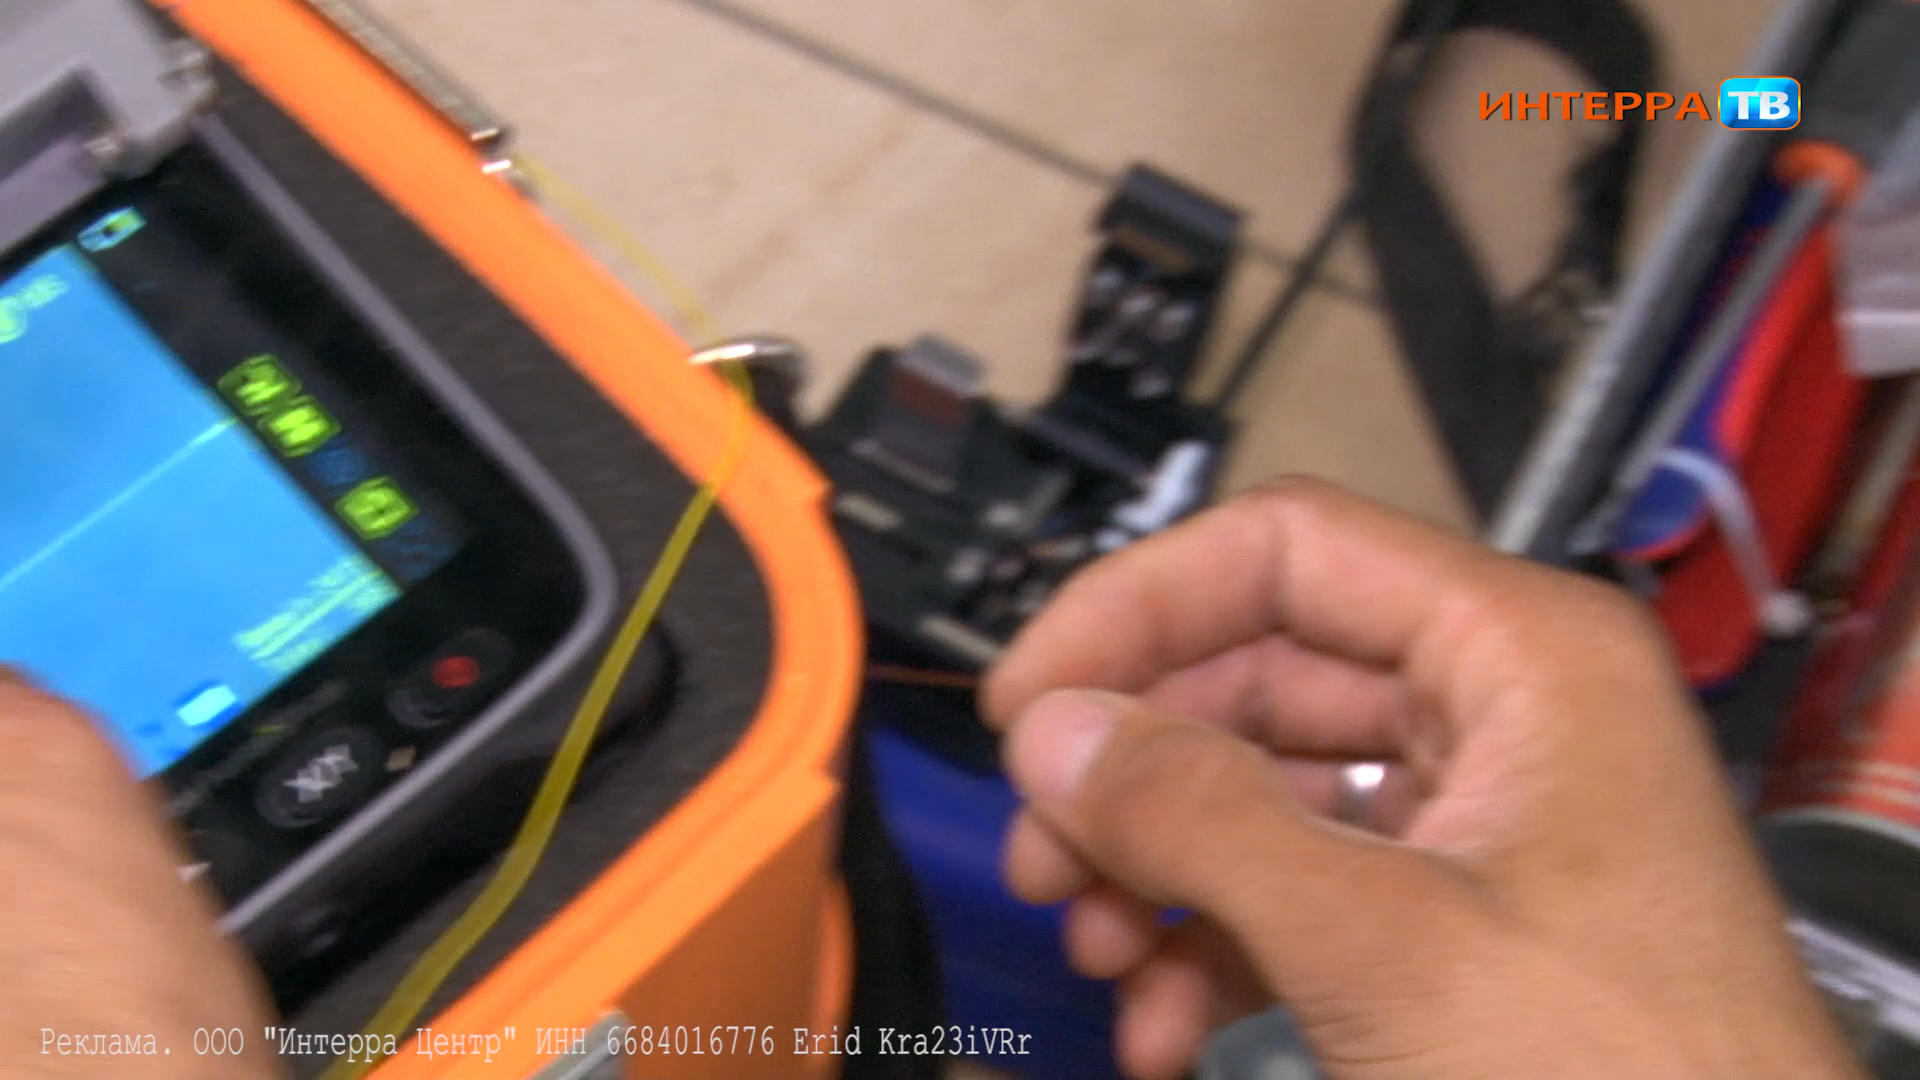 ИНТЕРРА ТВ
Реклама. ООО "Интерра Центр" ИНН 6684016776 Erid Kra23iVRr